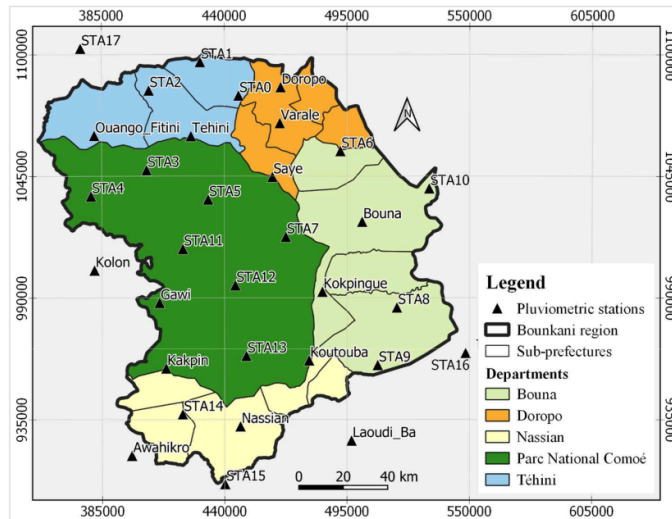 385000 440000 495000 550000 605000
1100000 1100000
STA17
STA1
STA2
STA0
Doropo
Varale
Ouango_Fitini
Tehini
STA6
N
STA3
Saye
1045000 1045000
STA4
STA5
STA10
Bouna
STA11
STA7
Kolon
STA12
Kokpingue
Gawi
STA8
990000 990000
Legend
Pluviometric stations
Bounkani region
Sub-prefectures
Departments
Bouna
Doropo
Nassian
Parc National Comoé
Téhini
STA13
Koutouba
STA9
STA16
Kakpin
STA14
Nassian
Laoudi_Ba
935000 935000
Awahikro
STA15
0 20 40 km
385000 440000 495000 550000 605000